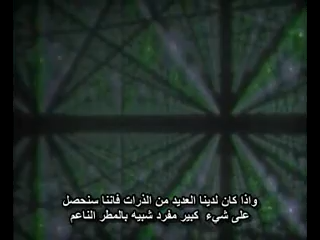 واذا كان لدينا العديد من الذرات فاننا سنحصل
على شيء كبير مفرد شبيه بالمطر الناعم